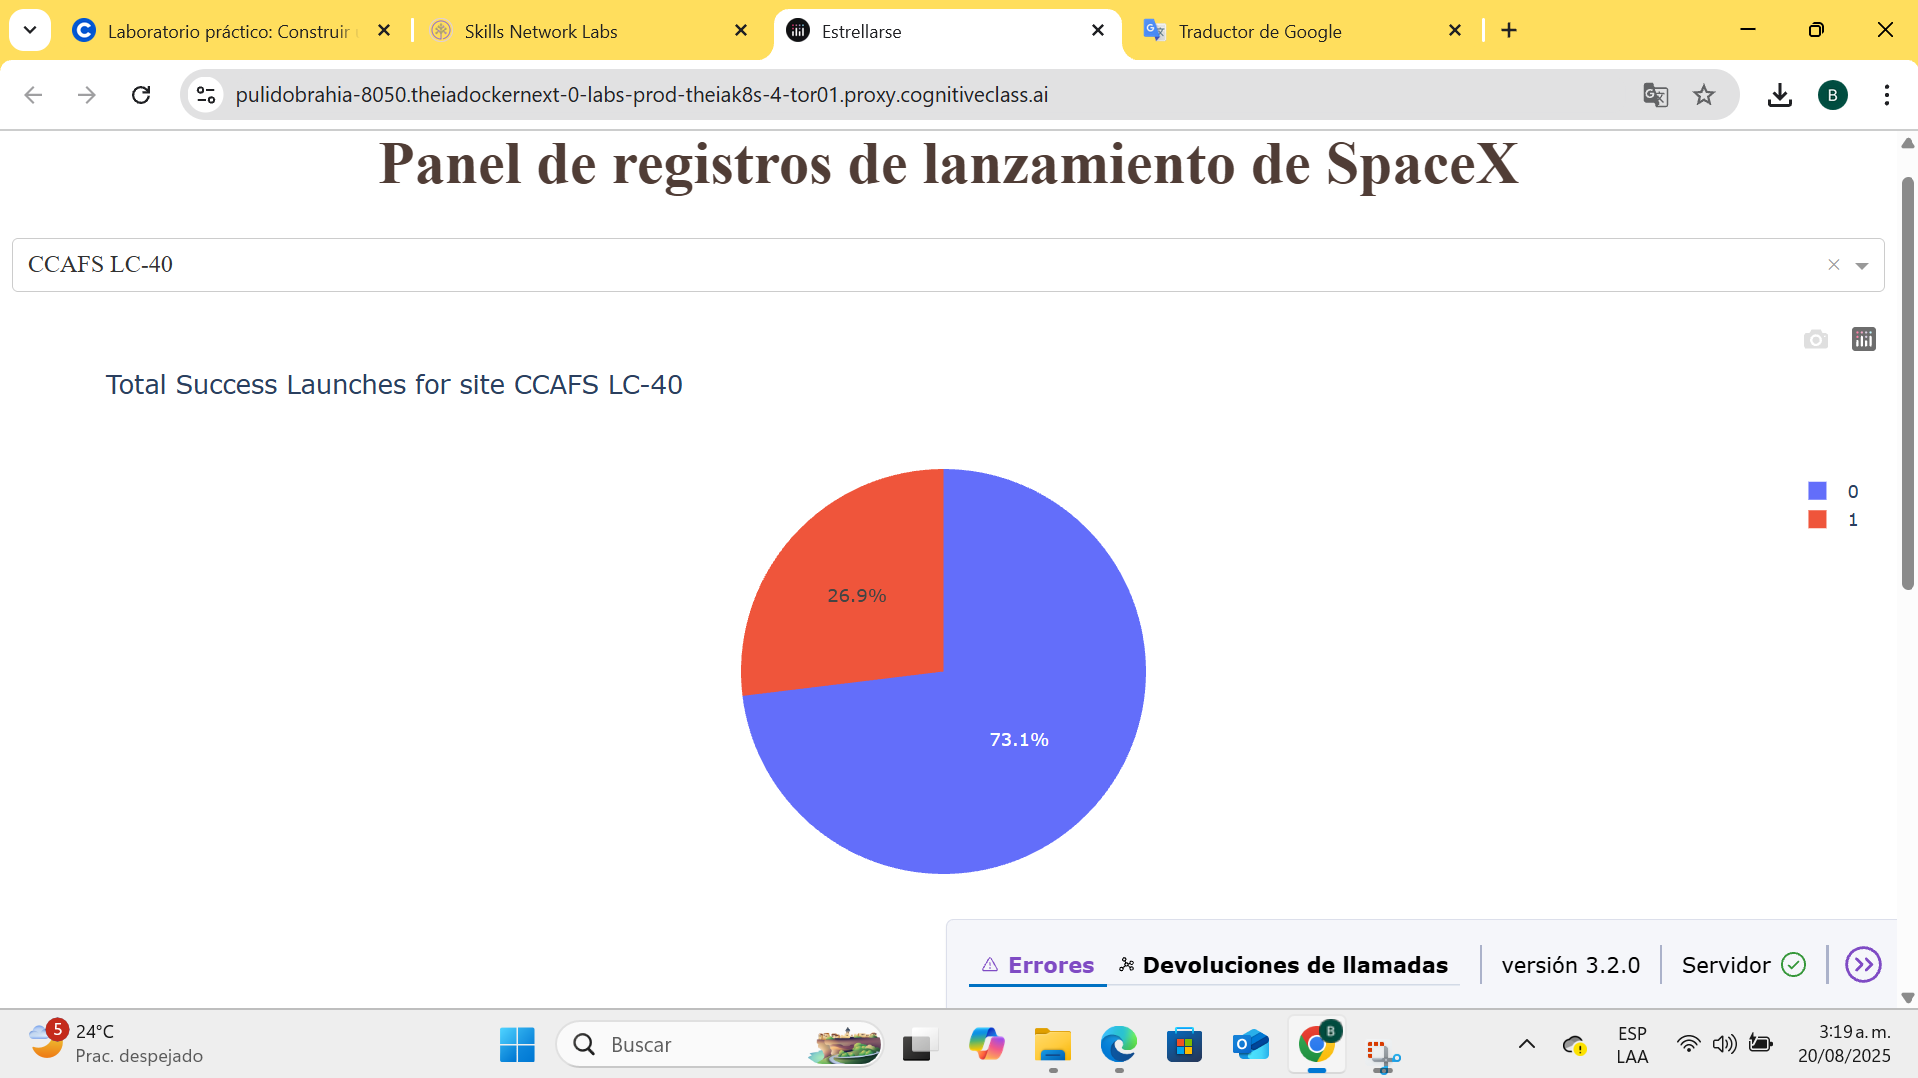 Laboratorio práctico: Construir
Skills Network Labs
Estrellarse
Traductor de Google
pulidobrahia-8050.theiadockernext-0-labs-prod-theiak8s-4-tor01.proxy.cognitiveclass.ai
B
Panel de registros de lanzamiento de SpaceX
CCAFS LC-40
Total Success Launches for site CCAFS LC-40
0
1
26.9%
73.1%
Errores
Devoluciones de llamadas
versión 3.2.0
Servidor
5
24°C
Prac. despejado
Buscar
B
ESP
LAA
3:19 a. m.
20/08/2025